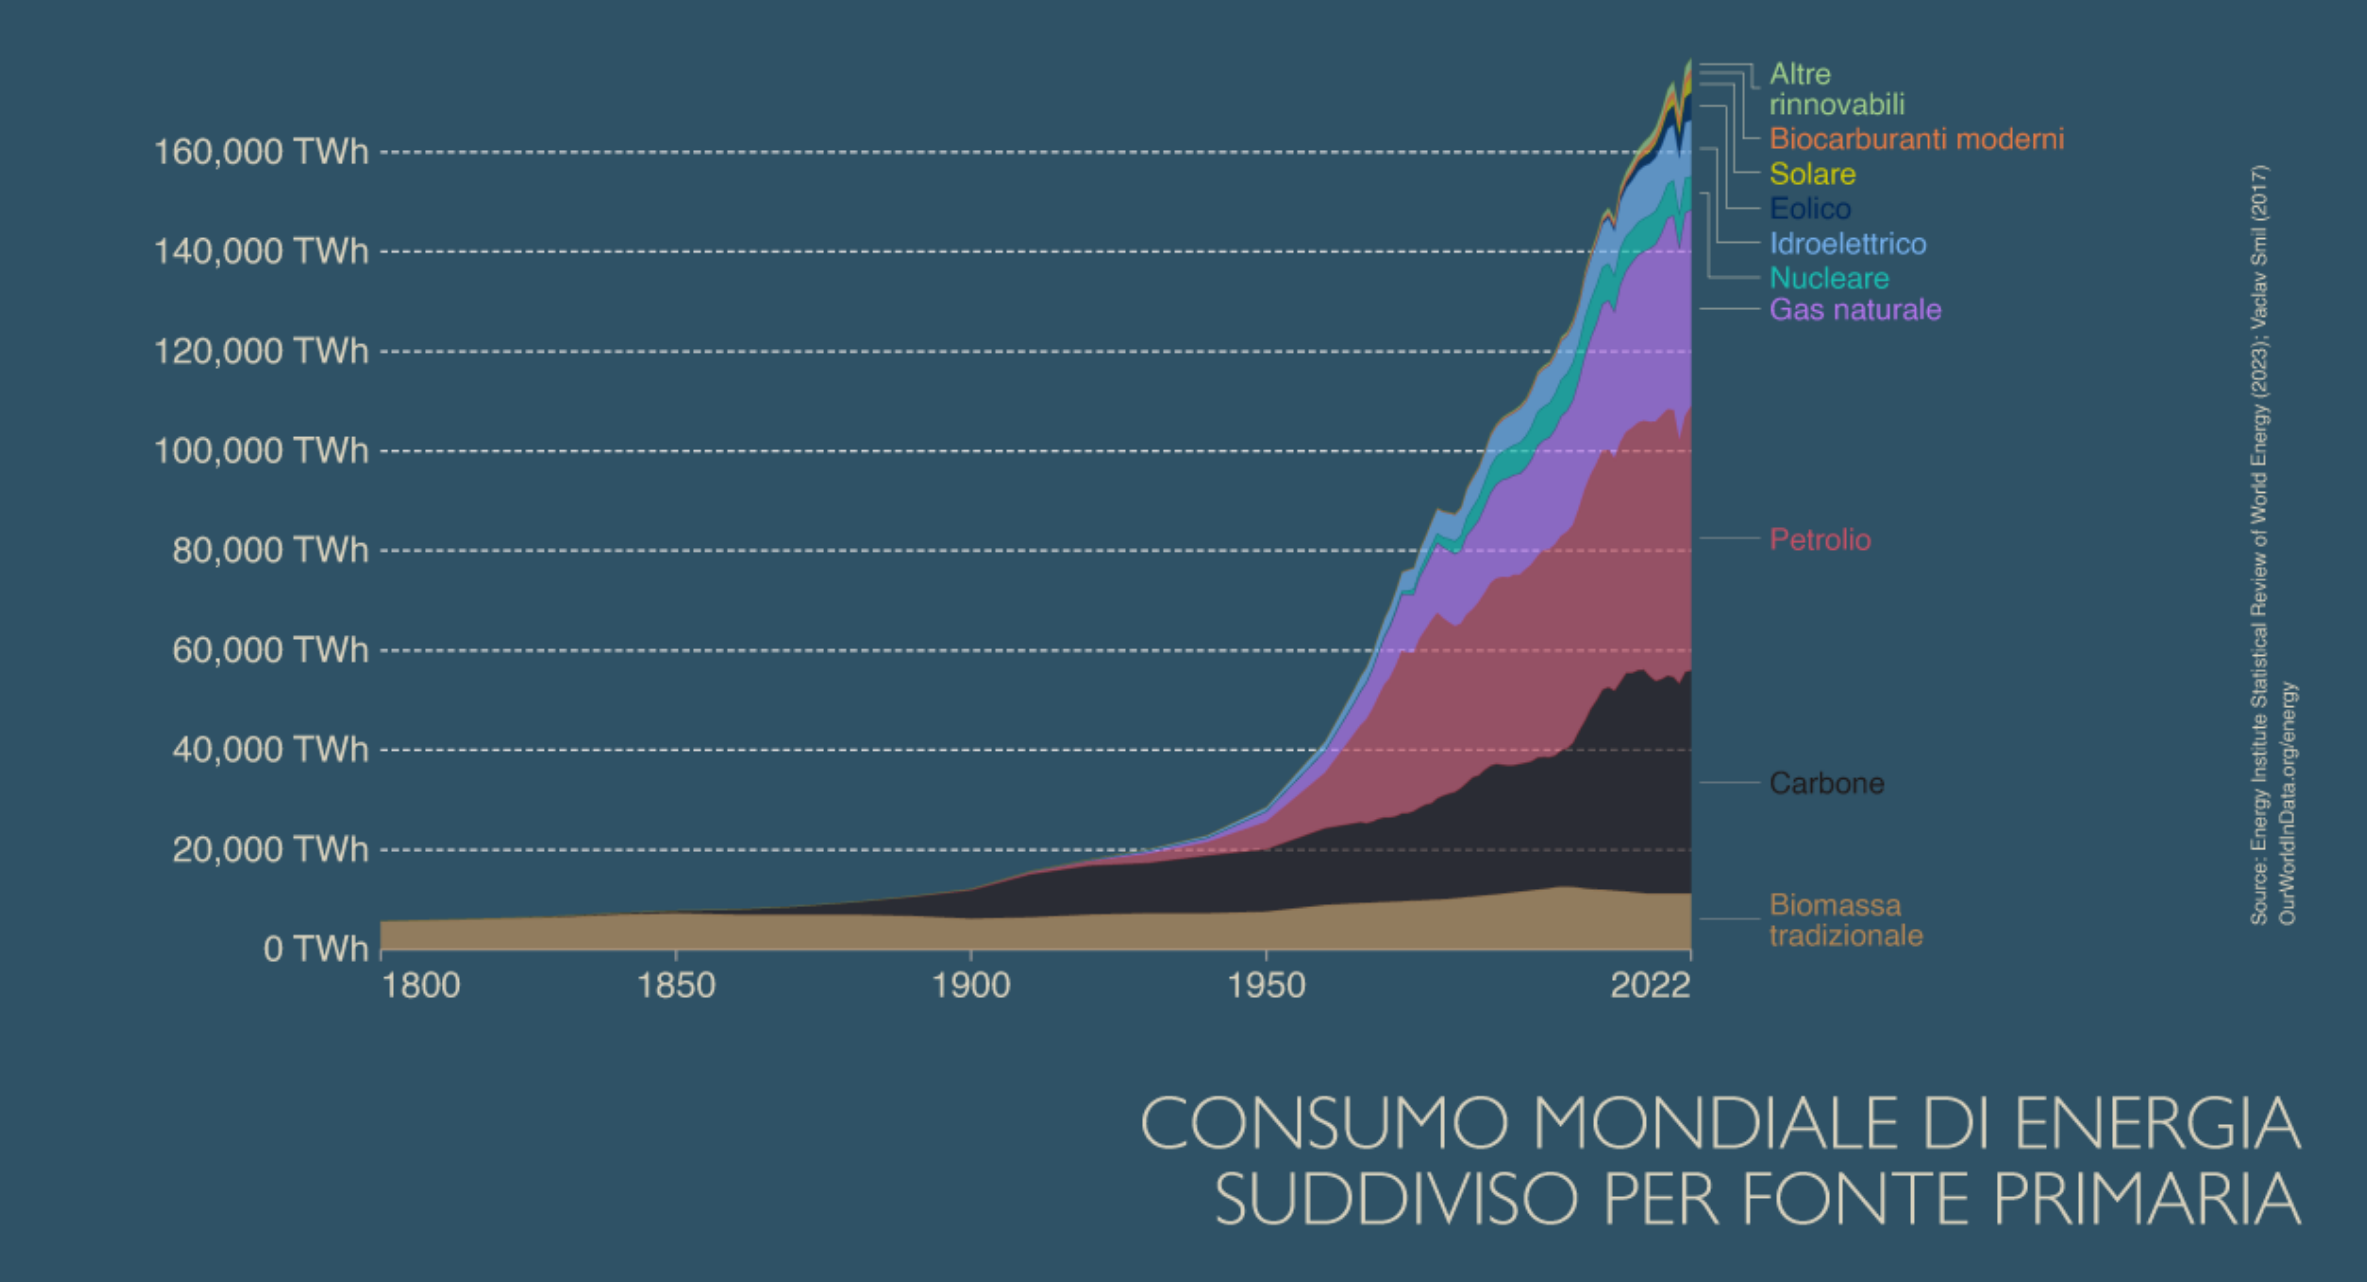 160,000 TWh
140,000 TWh
120,000 TWh
100,000 TWh
80,000 TWh
60,000 TWh
40,000 TWh
20,000 TWh
0 TWh
1800
1850
1900
1950
2022
Altre
rinnovabili
Biocarburanti moderni
Solare
Eolico
Idroelettrico
Nucleare
Gas naturale
Petrolio
Carbone
Biomassa
tradizionale
Source: Energy Institute Statistical Review of World Energy (2023); Vaclav Smil (2017)
OurWorldInData.org/energy
CONSUMO MONDIALE DI ENERGIA
SUDDIVISO PER FONTE PRIMARIA